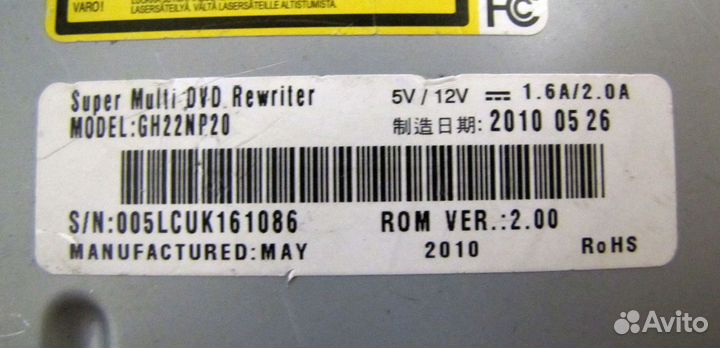 VARO!
LASERSÄTEILYÄ. VÄLTÄ LASERSÄTEILLE ALTISTUMISTA.
FC
Super Multi DVD Rewriter 5V / 12V ⎓ 1.6A/2.0A
MODEL:GH22NP20 制造日期: 2010 05 26
S/N:005LCUK161086 ROM VER.:2.00
MANUFACTURED:MAY 2010 RoHS
Avito